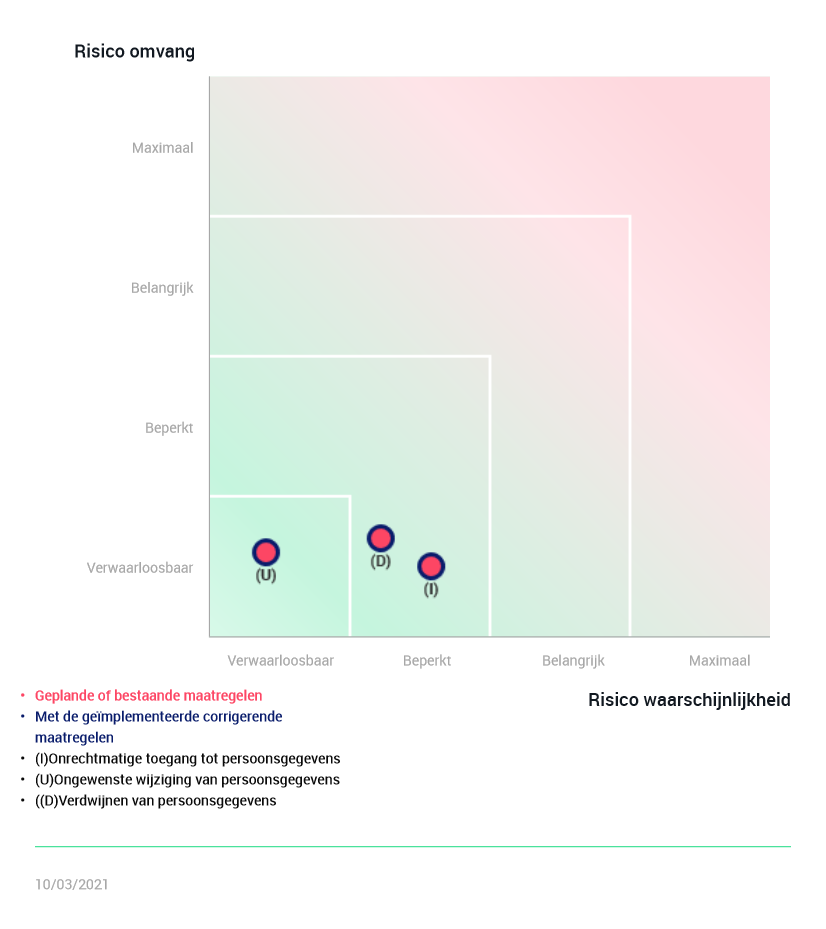 Risico omvang
Maximaal
Belangrijk
Beperkt
Verwaarloosbaar
(U)
(D)
(I)
Verwaarloosbaar
Beperkt
Belangrijk
Maximaal
Risico waarschijnlijkheid
• Geplande of bestaande maatregelen
• Met de geïmplementeerde corrigerende
maatregelen
• (I)Onrechtmatige toegang tot persoonsgegevens
• (U)Ongewenste wijziging van persoonsgegevens
• ((D)Verdwijnen van persoonsgegevens
10/03/2021